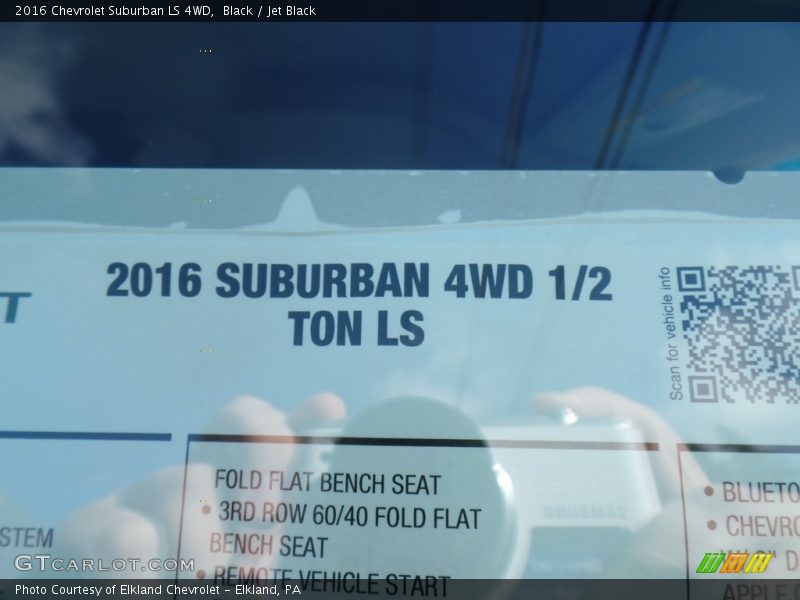 2016 Chevrolet Suburban LS 4WD, Black / Jet Black
2016 SUBURBAN 4WD 1/2
TON LS
Scan for vehicle info
T
FOLD FLAT BENCH SEAT
• 3RD ROW 60/40 FOLD FLAT
BENCH SEAT
• REMOTE VEHICLE START
STEM
• BLUETO
• CHEVRO
APPLE
SAMSUNG
GTCARLOT.COM
Photo Courtesy of Elkland Chevrolet - Elkland, PA